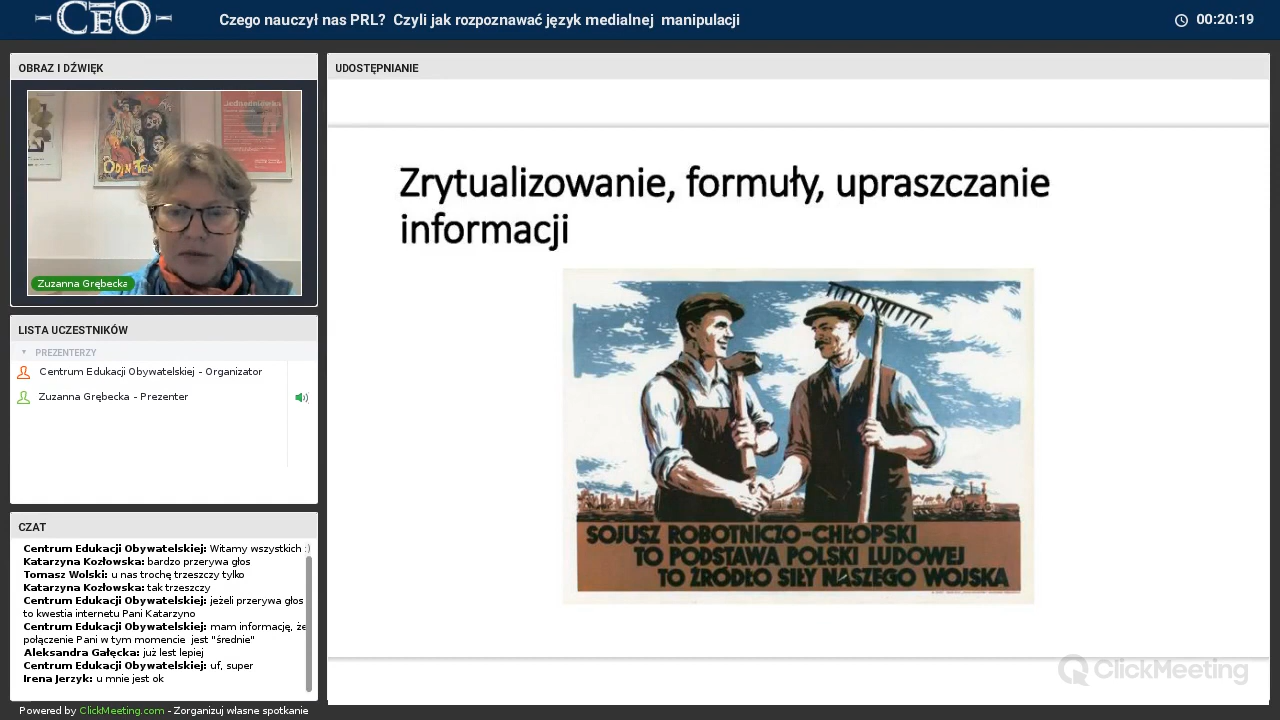 CEO
Czego nauczył nas PRL? Czyli jak rozpoznawać język medialnej manipulacji
00:20:19
OBRAZ I DŹWIĘK
Zuzanna Grębecka
LISTA UCZESTNIKÓW
PREZENTERZY
Centrum Edukacji Obywatelskiej - Organizator
Zuzanna Grębecka - Prezenter
CZAT
Centrum Edukacji Obywatelskiej: Witamy wszystkich :)
Katarzyna Kozłowska: bardzo przerywa głos
Tomasz Wolski: u nas trochę trzeszczy tylko
Katarzyna Kozłowska: tak trzeszczy
Centrum Edukacji Obywatelskiej: jeżeli przerywa głos
to kwestia internetu Pani Katarzyno
Centrum Edukacji Obywatelskiej: mam informację, że
połączenie Pani w tym momencie jest "średnie"
Aleksandra Gałęcka: już lest lepiej
Centrum Edukacji Obywatelskiej: uf, super
Irena Jerzyk: u mnie jest ok
Powered by ClickMeeting.com - Zorganizuj własne spotkanie
UDOSTĘPNIANIE
Zrytualizowanie, formuły, upraszczanie
informacji
SOJUSZ ROBOTNICZO-CHŁOPSKI
TO PODSTAWA POLSKI LUDOWEJ
TO ŹRÓDŁO SIŁY NASZEGO WOJSKA
ClickMeeting